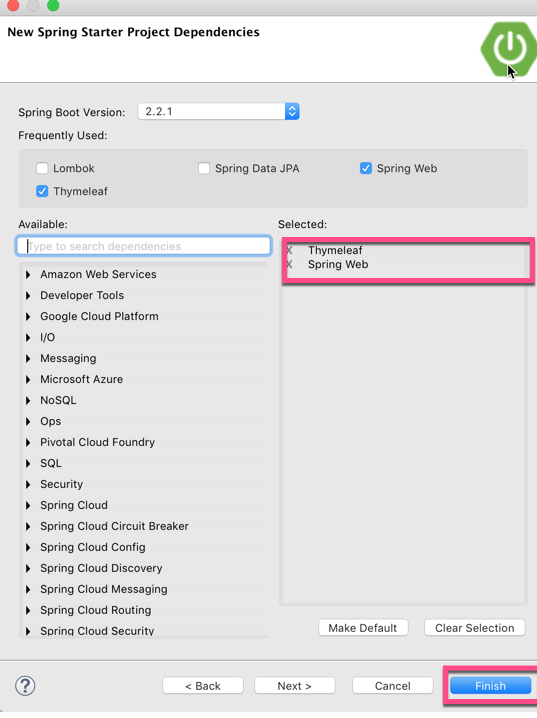 New Spring Starter Project Dependencies
Spring Boot Version: 2.2.1
Frequently Used:
Lombok Spring Data JPA Spring Web
Thymeleaf
Available: Selected:
Type to search dependencies
X Thymeleaf
X Spring Web
Amazon Web Services
Developer Tools
Google Cloud Platform
I/O
Messaging
Microsoft Azure
NoSQL
Ops
Pivotal Cloud Foundry
SQL
Security
Spring Cloud
Spring Cloud Circuit Breaker
Spring Cloud Config
Spring Cloud Discovery
Spring Cloud Messaging
Spring Cloud Routing
Spring Cloud Security
Make Default Clear Selection
? < Back Next > Cancel Finish